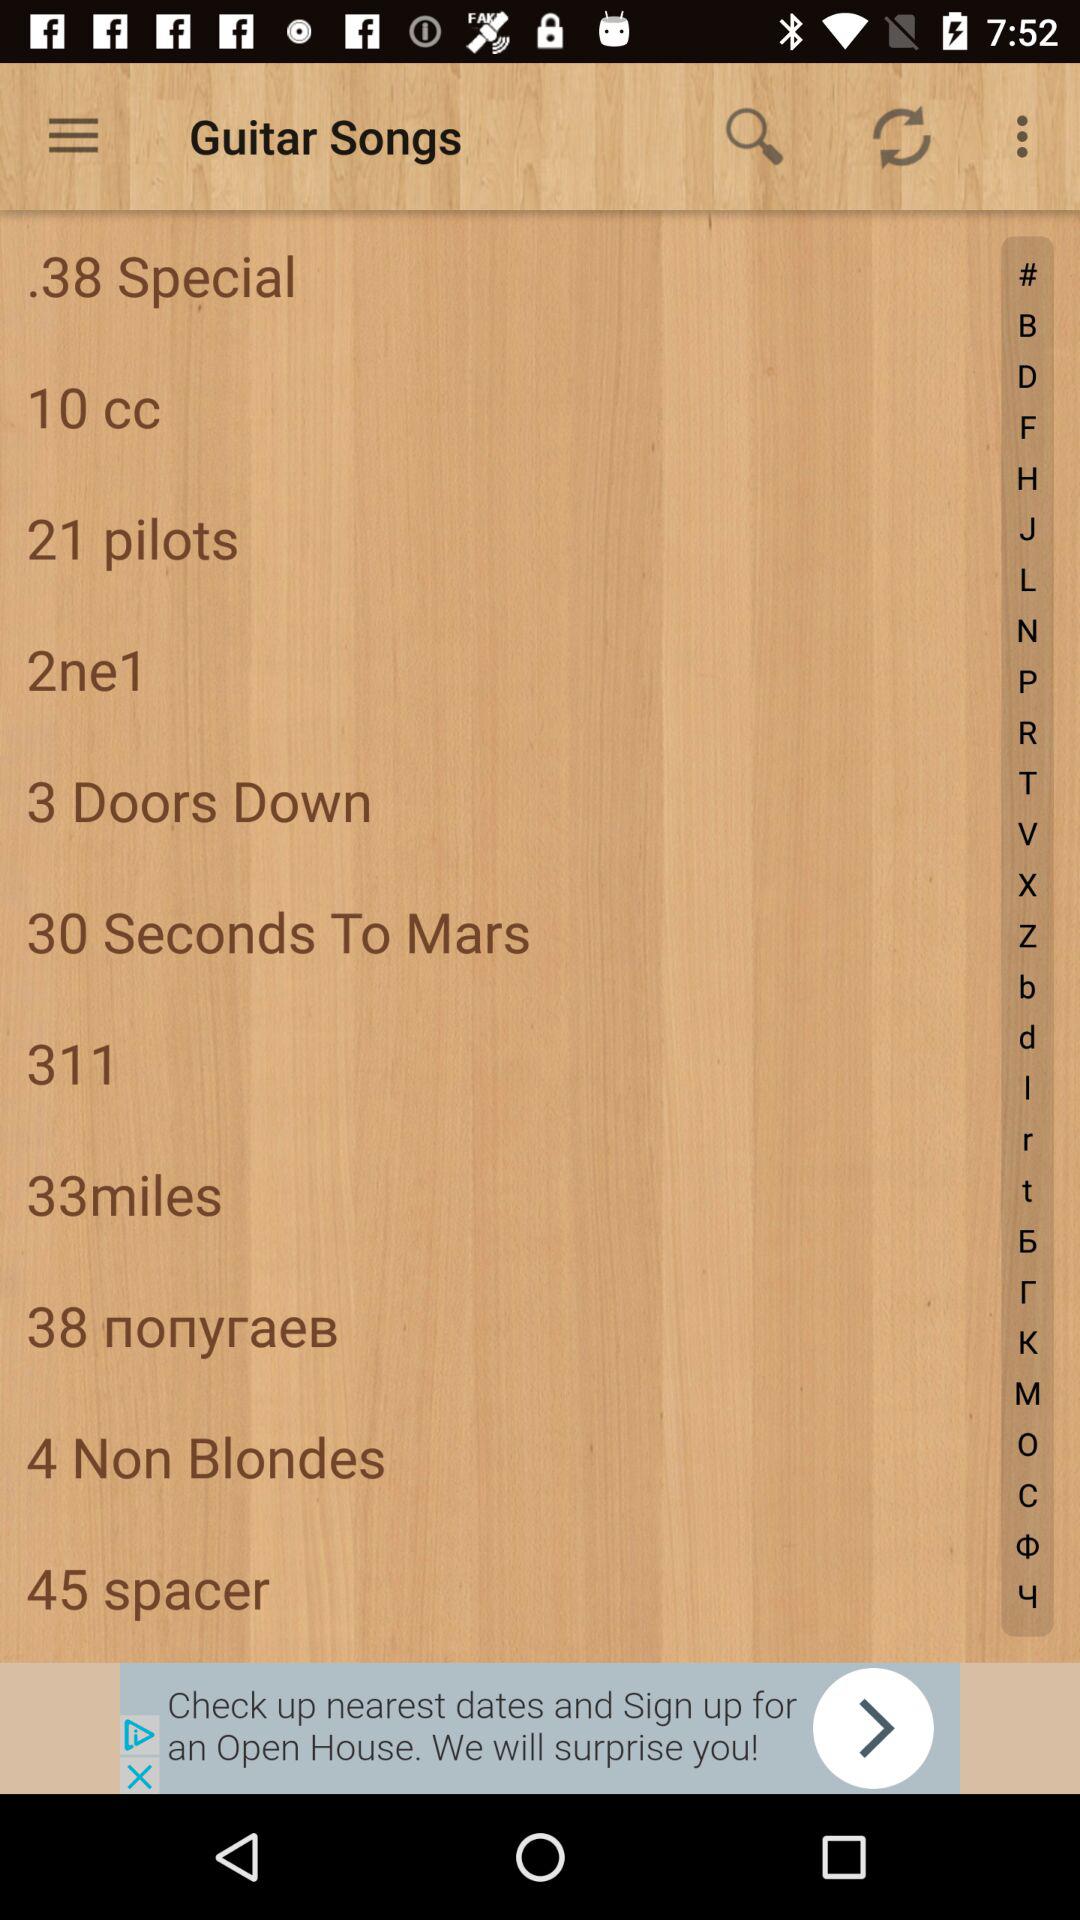 FAKE
7:52
Guitar Songs
.38 Special
10 cc
21 pilots
2ne1
3 Doors Down
30 Seconds To Mars
311
33miles
38 попугаев
4 Non Blondes
45 spacer
#
B
D
F
H
J
L
N
P
R
T
V
X
Z
b
d
l
r
t
Б
Г
К
М
О
С
Ф
Ч
Check up nearest dates and Sign up for
an Open House. We will surprise you!